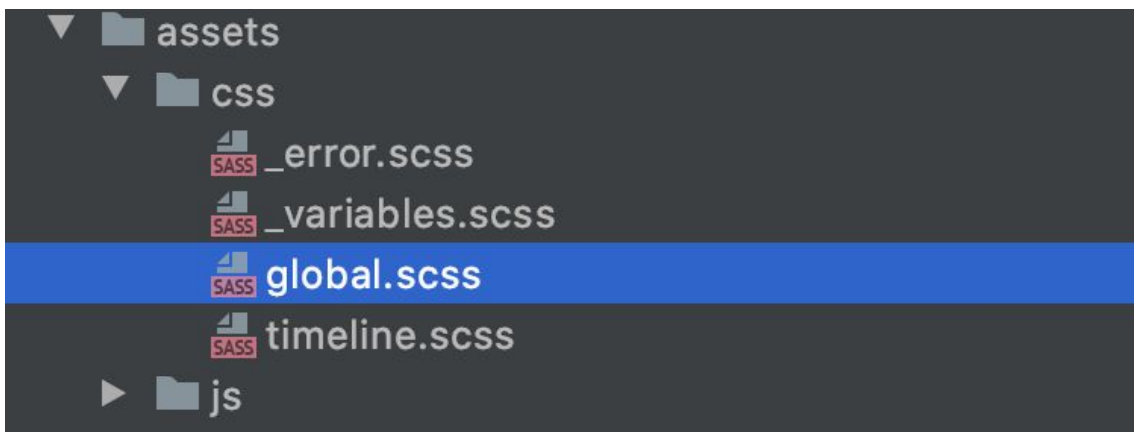 assets
css
SASS _error.scss
SASS _variables.scss
SASS global.scss
SASS timeline.scss
js